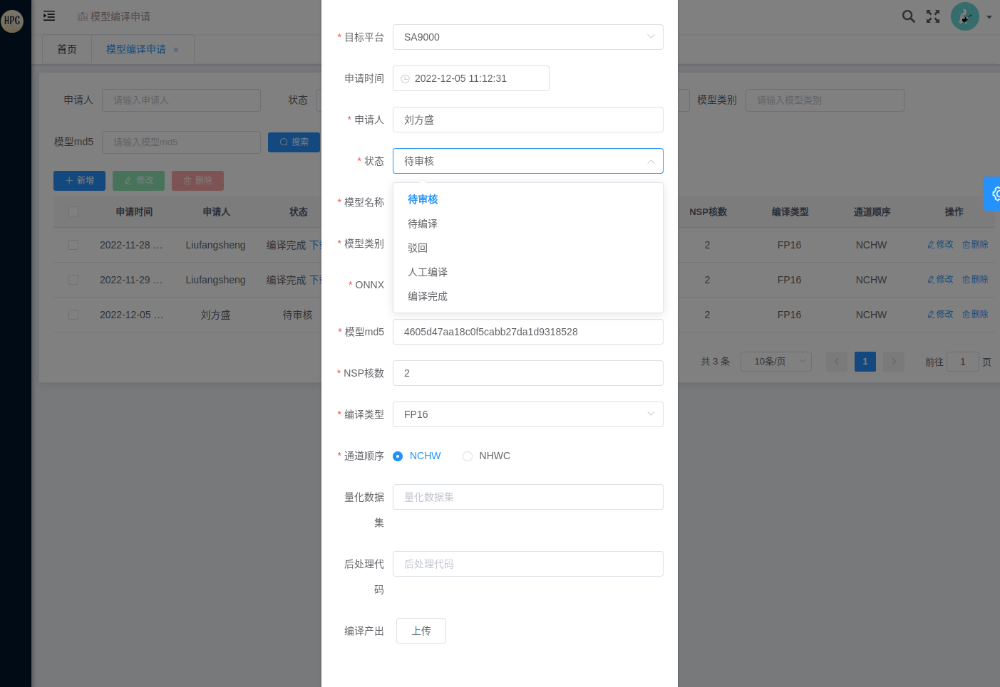 HPG
模型编译申请
首页
模型编译申请 ×
申请人 请输入申请人
状态
模型类别 请输入模型类别
模型md5 请输入模型md5
搜索
新增
修改
删除
申请时间 申请人 状态 NSP核数 编译类型 通道顺序 操作
2022-11-28 ... Liufangsheng 编译完成 2 FP16 NCHW 修改 删除
2022-11-29 ... Liufangsheng 编译完成 2 FP16 NCHW 修改 删除
2022-12-05 ... 刘方盛 待审核 2 FP16 NCHW 修改 删除
共 3 条 10条/页 1 前往 1 页
* 目标平台 SA9000
申请时间 2022-12-05 11:12:31
* 申请人 刘方盛
* 状态 待审核
* 模型名称
* 模型类别
* ONNX
待审核
待编译
驳回
人工编译
编译完成
* 模型md5 4605d47aa18c0f5cabb27da1d9318528
* NSP核数 2
* 编译类型 FP16
* 通道顺序 NCHW NHWC
量化数据
集
量化数据集
后处理代
码
后处理代码
编译产出 上传